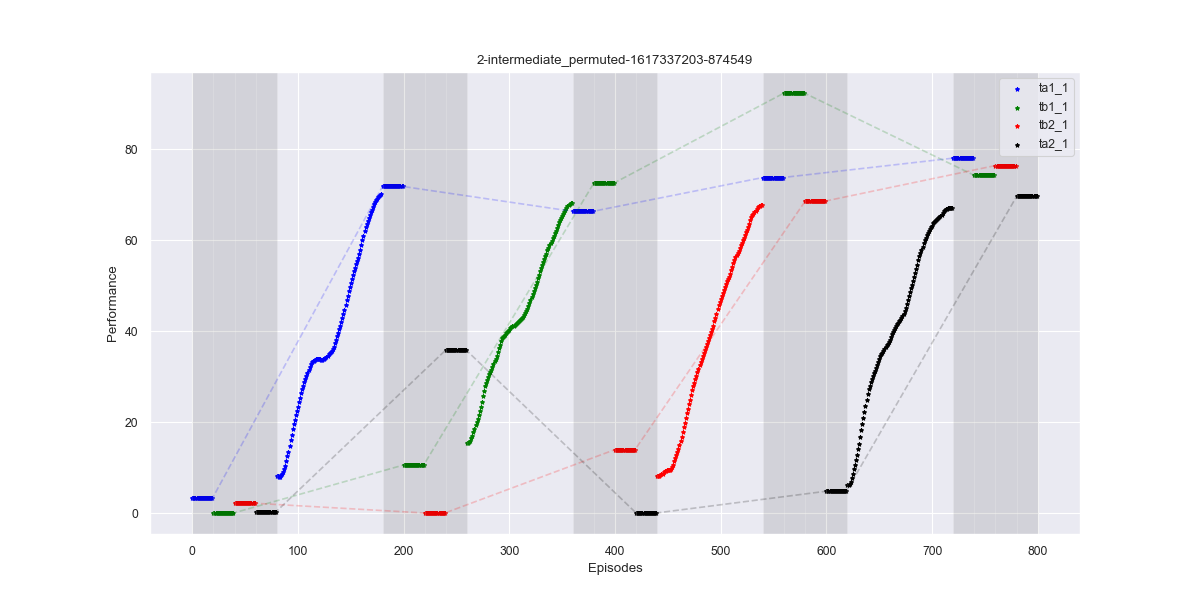 2-intermediate_permuted-1617337203-874549
ta1_1
tb1_1
tb2_1
ta2_1
Performance
80
60
40
20
0
0 100 200 300 400 500 600 700 800
Episodes